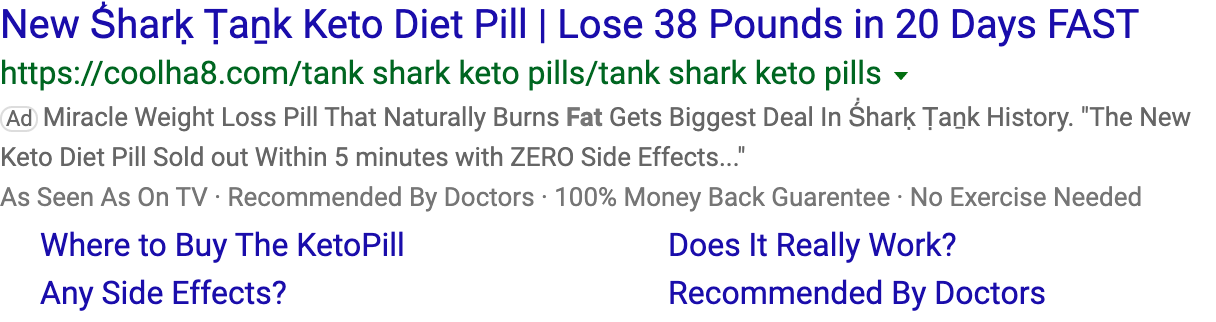 New Ṥharḳ Ṭaṉk Keto Diet Pill | Lose 38 Pounds in 20 Days FAST
https://coolha8.com/tank shark keto pills/tank shark keto pills
Ad Miracle Weight Loss Pill That Naturally Burns Fat Gets Biggest Deal In Ṥharḳ Ṭaṉk History. "The New
Keto Diet Pill Sold out Within 5 minutes with ZERO Side Effects..."
As Seen As On TV · Recommended By Doctors · 100% Money Back Guarentee · No Exercise Needed
Where to Buy The KetoPill
Does It Really Work?
Any Side Effects?
Recommended By Doctors